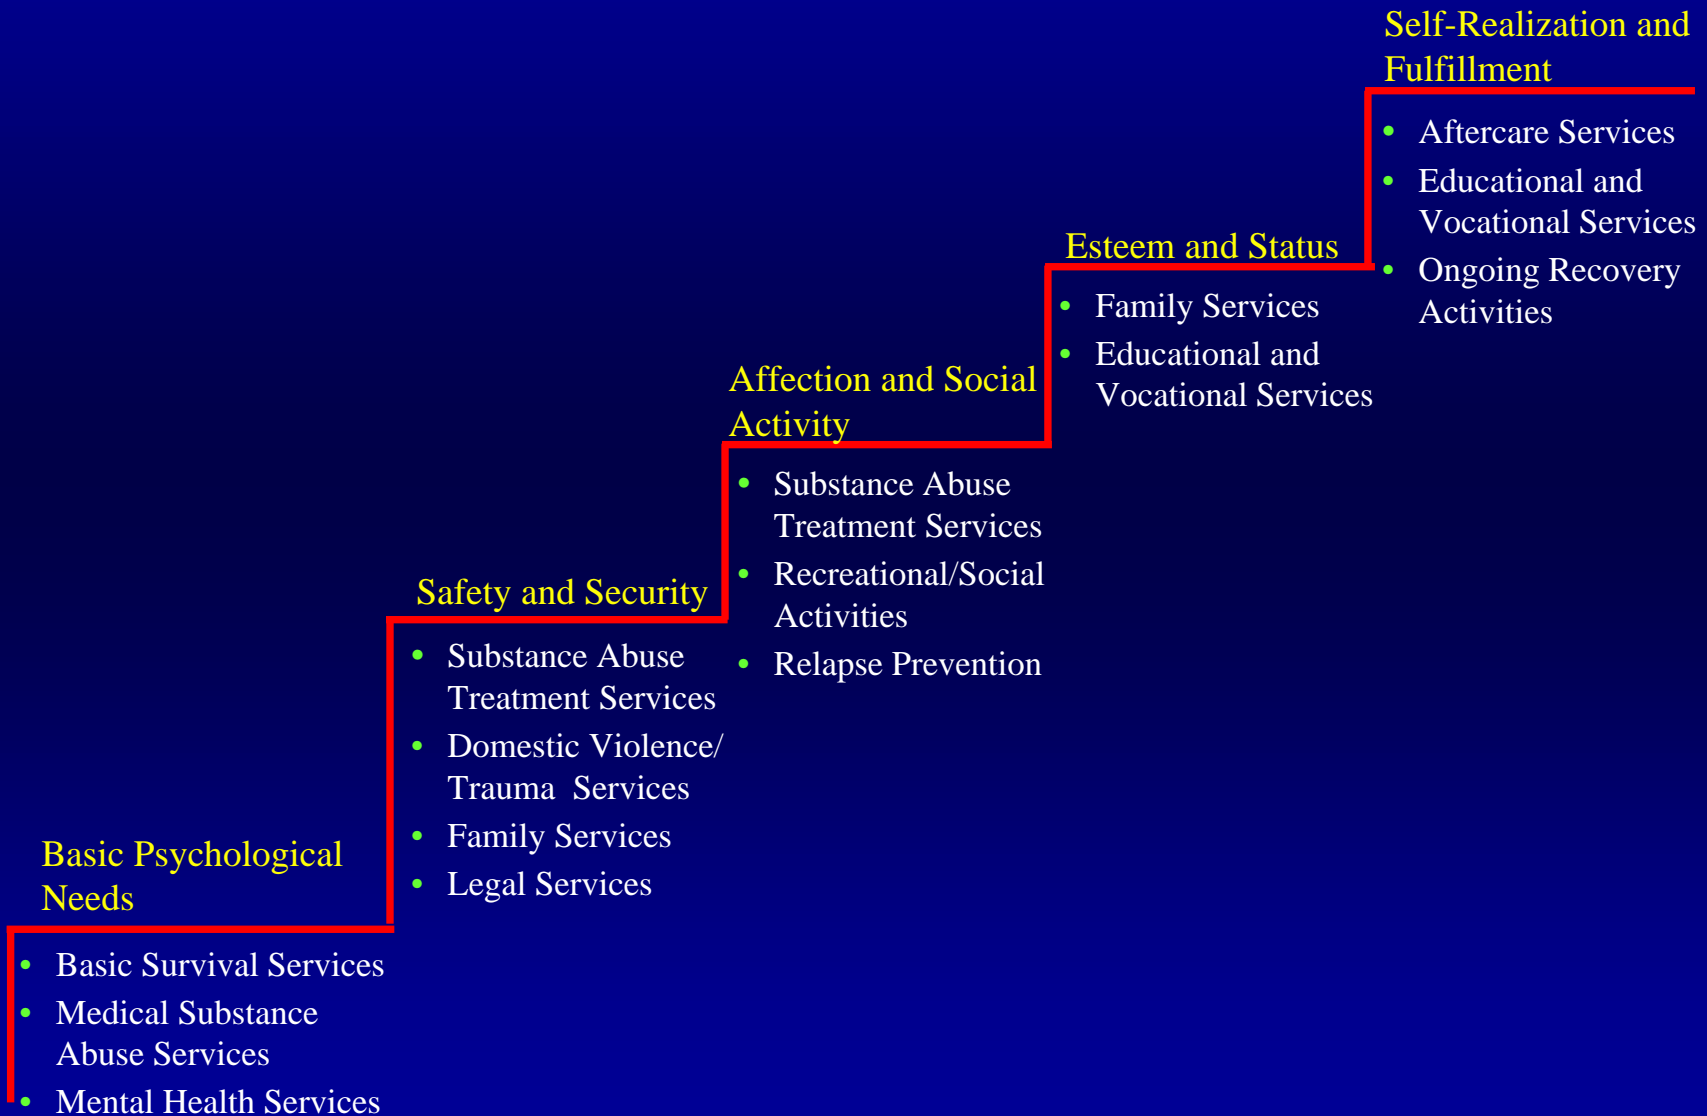 Self-Realization and
Fulfillment
• Aftercare Services
• Educational and
Vocational Services
• Ongoing Recovery
Activities
Esteem and Status
• Family Services
• Educational and
Vocational Services
Affection and Social
Activity
• Substance Abuse
Treatment Services
• Recreational/Social
Activities
• Relapse Prevention
Safety and Security
• Substance Abuse
Treatment Services
• Domestic Violence/
Trauma  Services
• Family Services
• Legal Services
Basic Psychological
Needs
• Basic Survival Services
• Medical Substance
Abuse Services
• Mental Health Services